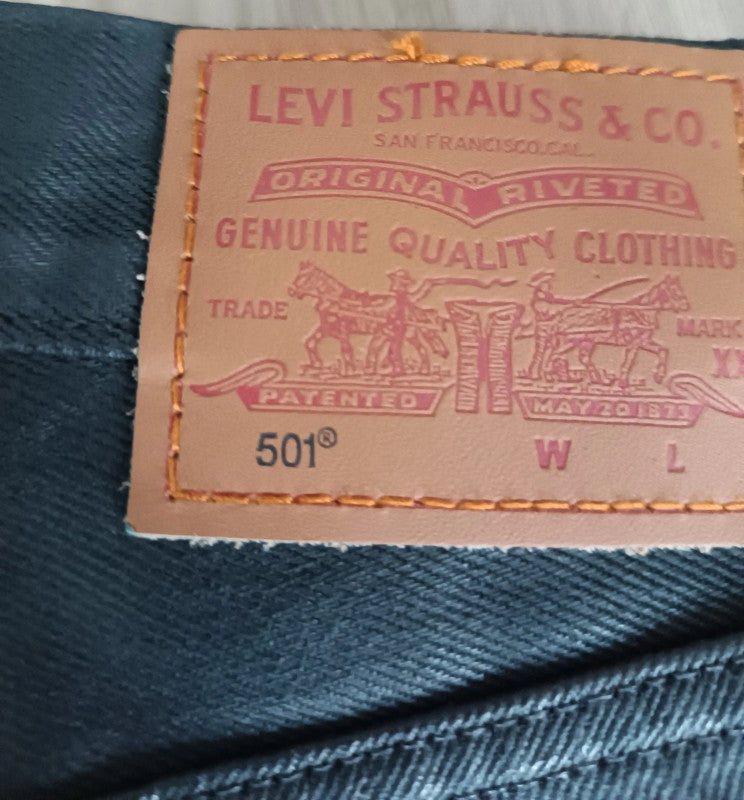 LEVI STRAUSS & CO.
SAN FRANCISCO,CAL.
ORIGINAL RIVETED
GENUINE QUALITY CLOTHING
TRADE MARK
XX
PATENTED MAY 20 1873
501® W L